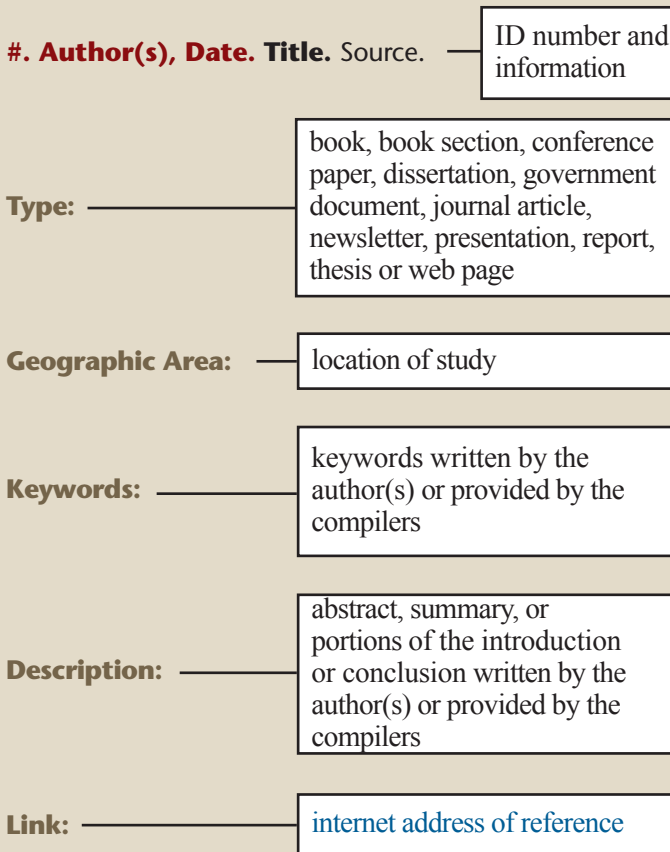 #. Author(s), Date. Title. Source.
ID number and
information
Type:
book, book section, conference
paper, dissertation, government
document, journal article,
newsletter, presentation, report,
thesis or web page
Geographic Area:
location of study
Keywords:
keywords written by the
author(s) or provided by the
compilers
Description:
abstract, summary, or
portions of the introduction
or conclusion written by the
author(s) or provided by the
compilers
Link:
internet address of reference